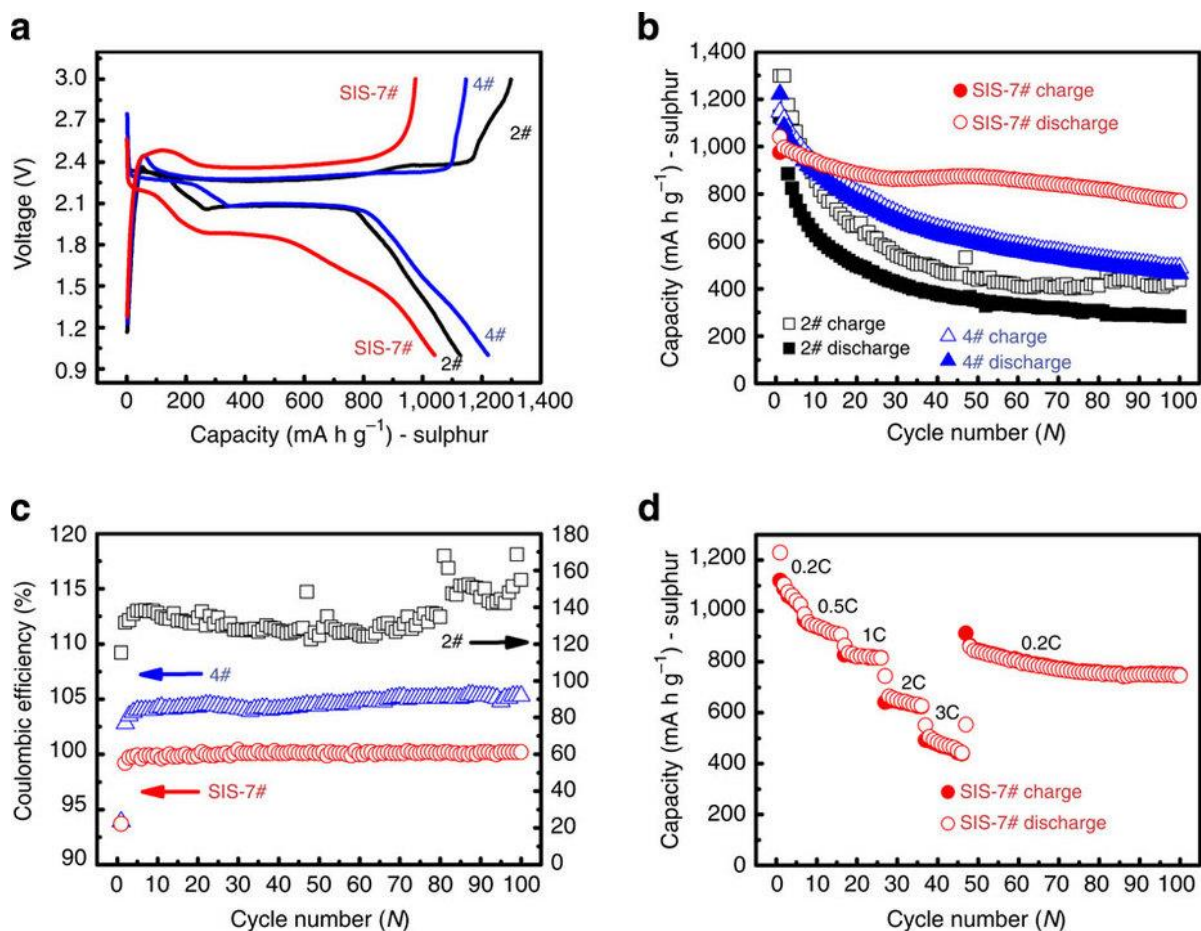 a
3.0
2.7
2.4
2.1
1.8
1.5
1.2
0.9
Voltage (V)
SIS-7#
4#
2#
SIS-7#
2#
4#
0 200 400 600 800 1,000 1,200 1,400
Capacity (mA h g⁻¹) - sulphur
b
1,400
1,200
1,000
800
600
400
200
0
Capacity (mA h g⁻¹) - sulphur
SIS-7# charge
SIS-7# discharge
2# charge
2# discharge
4# charge
4# discharge
0 10 20 30 40 50 60 70 80 90 100
Cycle number (N)
c
120
115
110
105
100
95
90
Coulombic efficiency (%)
180
160
140
120
100
80
60
40
20
0
2#
4#
SIS-7#
0 10 20 30 40 50 60 70 80 90 100
Cycle number (N)
d
1,200
1,000
800
600
400
200
0
Capacity (mA h g⁻¹) - sulphur
0.2C
0.5C
1C
2C
3C
0.2C
SIS-7# charge
SIS-7# discharge
0 10 20 30 40 50 60 70 80 90 100
Cycle number (N)